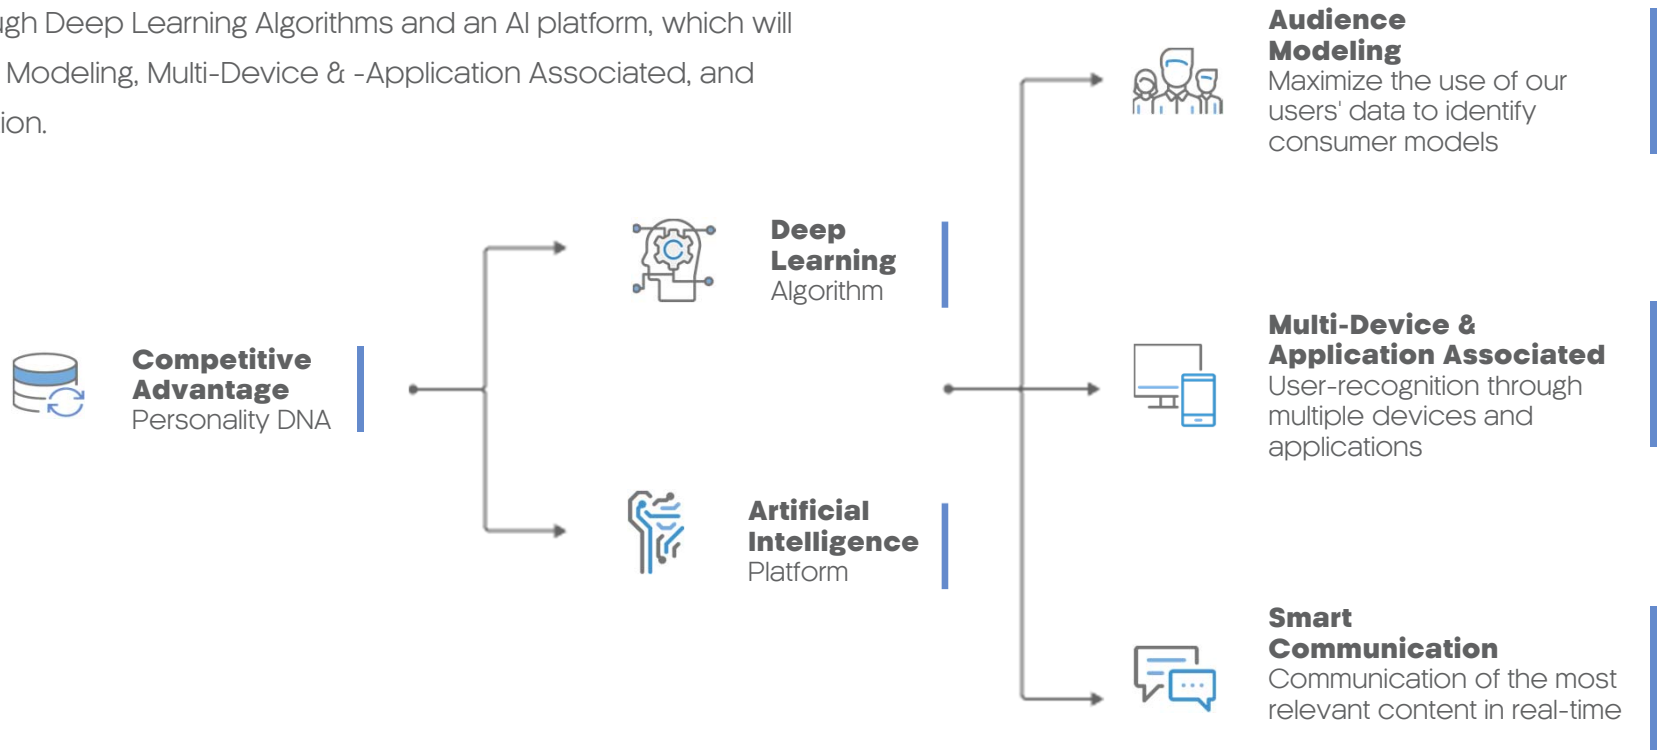 ugh Deep Learning Algorithms and an AI platform, which will
Modeling, Multi-Device & -Application Associated, and
ion.
Competitive
Advantage
Personality DNA
Deep
Learning
Algorithm
Artificial
Intelligence
Platform
Audience
Modeling
Maximize the use of our
users' data to identify
consumer models
Multi-Device &
Application Associated
User-recognition through
multiple devices and
applications
Smart
Communication
Communication of the most
relevant content in real-time